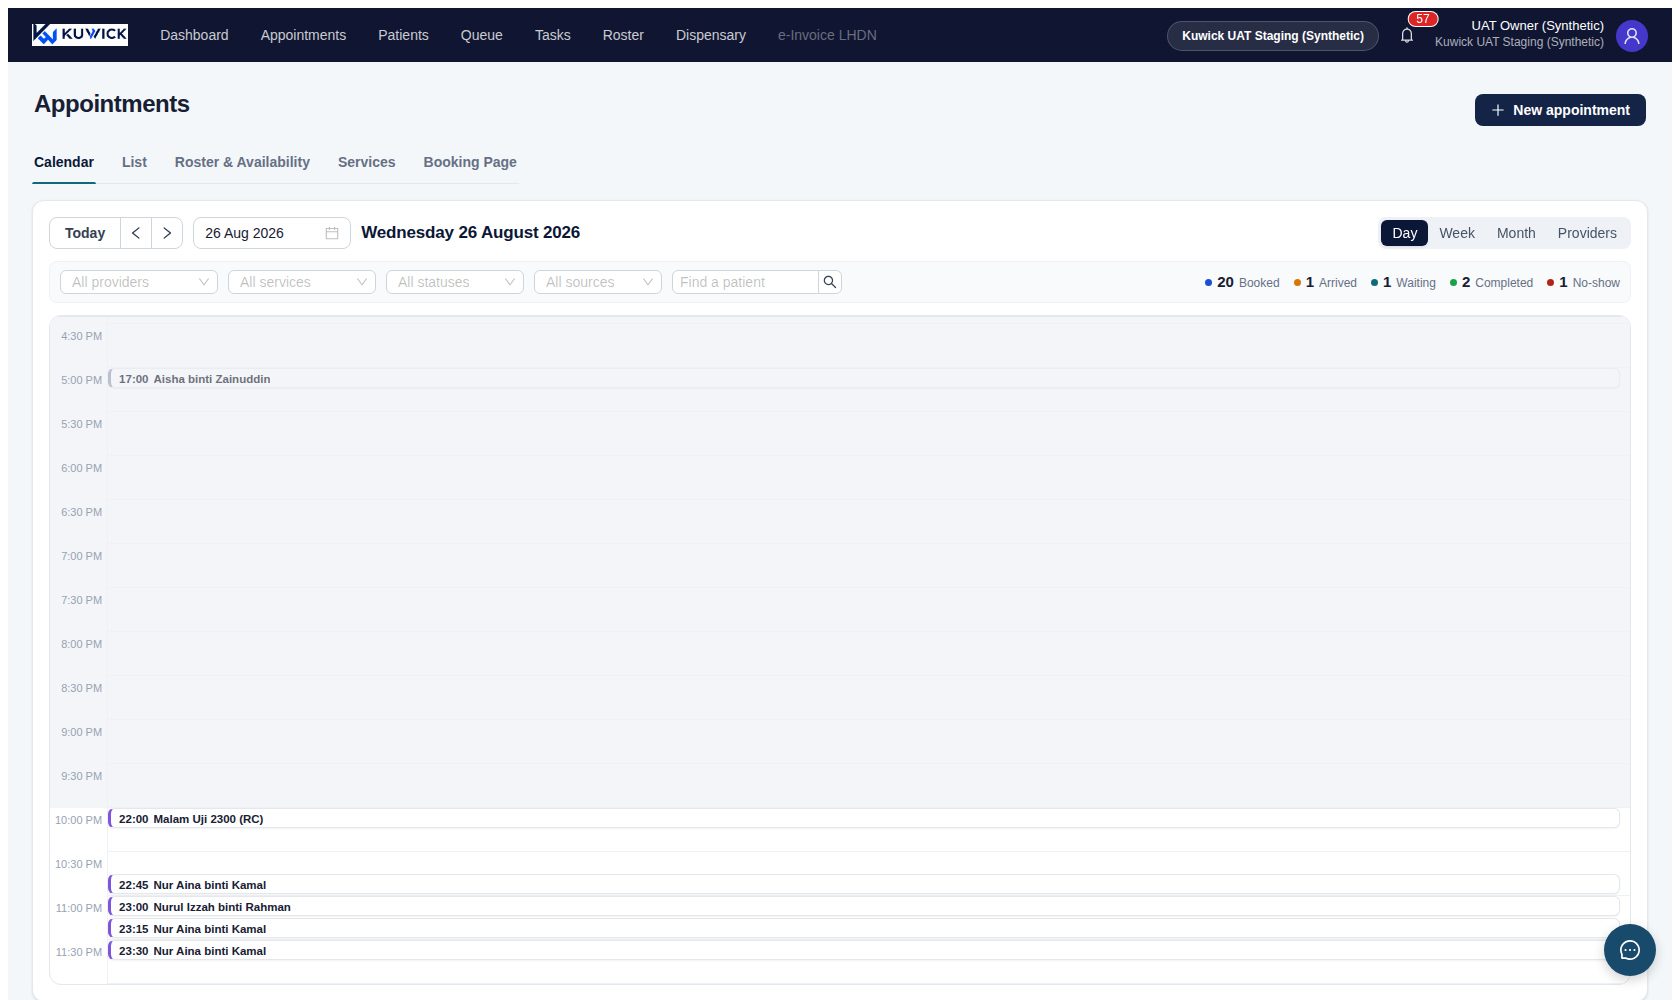 KUWICK
Dashboard
Appointments
Patients
Queue
Tasks
Roster
Dispensary
e-Invoice LHDN
Kuwick UAT Staging (Synthetic)
57
UAT Owner (Synthetic)
Kuwick UAT Staging (Synthetic)
Appointments
New appointment
Calendar
List
Roster & Availability
Services
Booking Page
Today
26 Aug 2026
Wednesday 26 August 2026
Day
Week
Month
Providers
All providers
All services
All statuses
All sources
Find a patient
20 Booked
1 Arrived
1 Waiting
2 Completed
1 No-show
4:30 PM
5:00 PM
17:00 Aisha binti Zainuddin
5:30 PM
6:00 PM
6:30 PM
7:00 PM
7:30 PM
8:00 PM
8:30 PM
9:00 PM
9:30 PM
10:00 PM
22:00 Malam Uji 2300 (RC)
10:30 PM
22:45 Nur Aina binti Kamal
11:00 PM
23:00 Nurul Izzah binti Rahman
23:15 Nur Aina binti Kamal
11:30 PM
23:30 Nur Aina binti Kamal